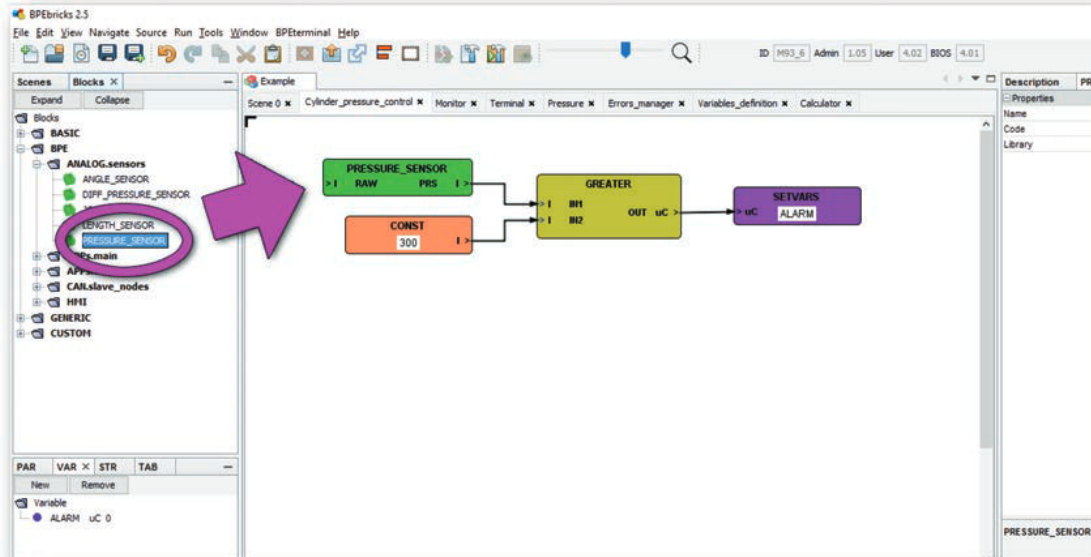 BPEbricks 2.5
File Edit View Navigate Source Run Tools Window BPEterminal Help
ID M93_6 Admin 1.05 User 4.02 BIOS 4.01
Scenes Blocks
Expand Collapse
Blocks
BASIC
BPE
ANALOG.sensors
ANGLE_SENSOR
DIFF_PRESSURE_SENSOR
LENGTH_SENSOR
PRESSURE_SENSOR
CAN.slave_nodes
HMI
GENERIC
CUSTOM
PAR VAR STR TAB
New Remove
Variable
ALARM uC 0
Example
Scene 0 Cylinder_pressure_control Monitor Terminal Pressure Errors_manager Variables_definition Calculator
PRESSURE_SENSOR
>I RAW PRS I>
CONST
300 I>
GREATER
>I IN1
>I IN2
OUT uC >
SETVARS
> uC ALARM
Description
Properties
Name
Code
Library
PRESSURE_SENSOR